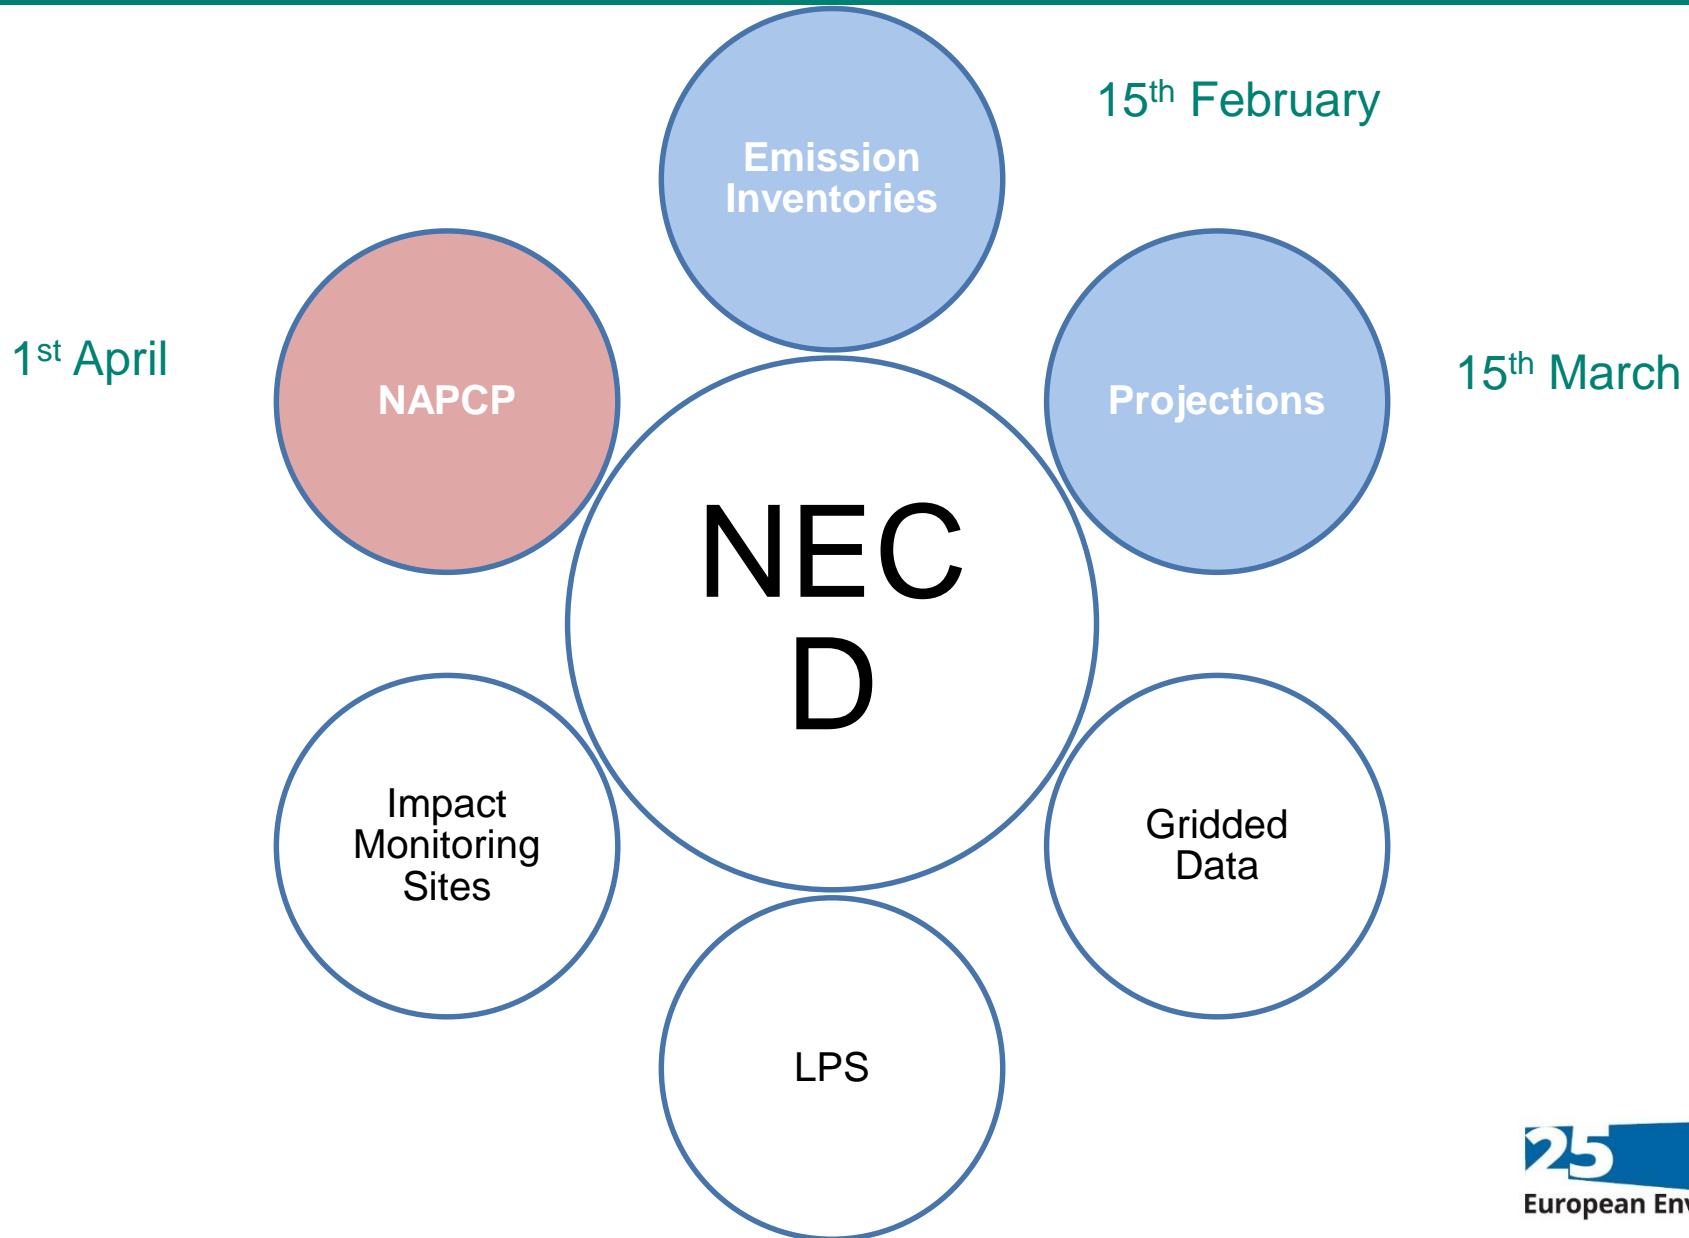 15th February
Emission
Inventories
1st April
NAPCP
Projections
15th March
NEC
D
Impact
Monitoring
Sites
Gridded
Data
LPS
25
European Env